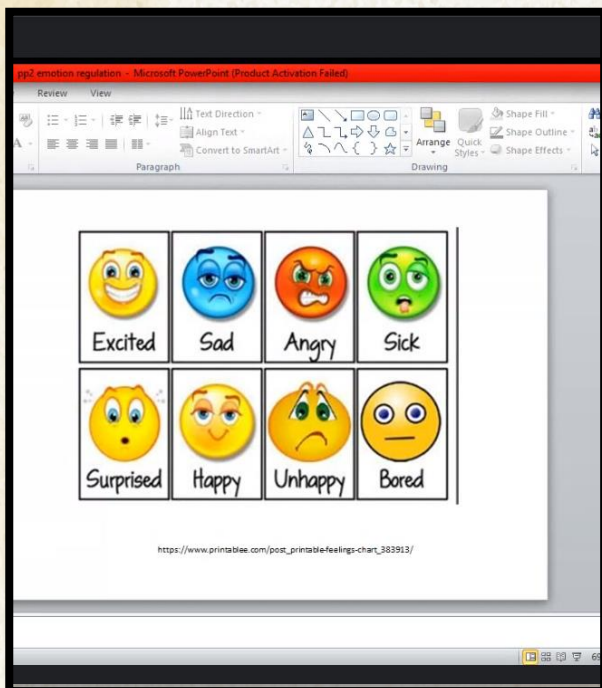 pp2 emotion regulation - Microsoft PowerPoint (Product Activation Failed)
Review View
Text Direction
Align Text
Convert to SmartArt
Paragraph
Arrange
Quick Styles
Shape Fill
Shape Outline
Shape Effects
Drawing
Excited Sad Angry Sick
Surprised Happy Unhappy Bored
https://www.printablee.com/post_printable-feelings-chart_383913/